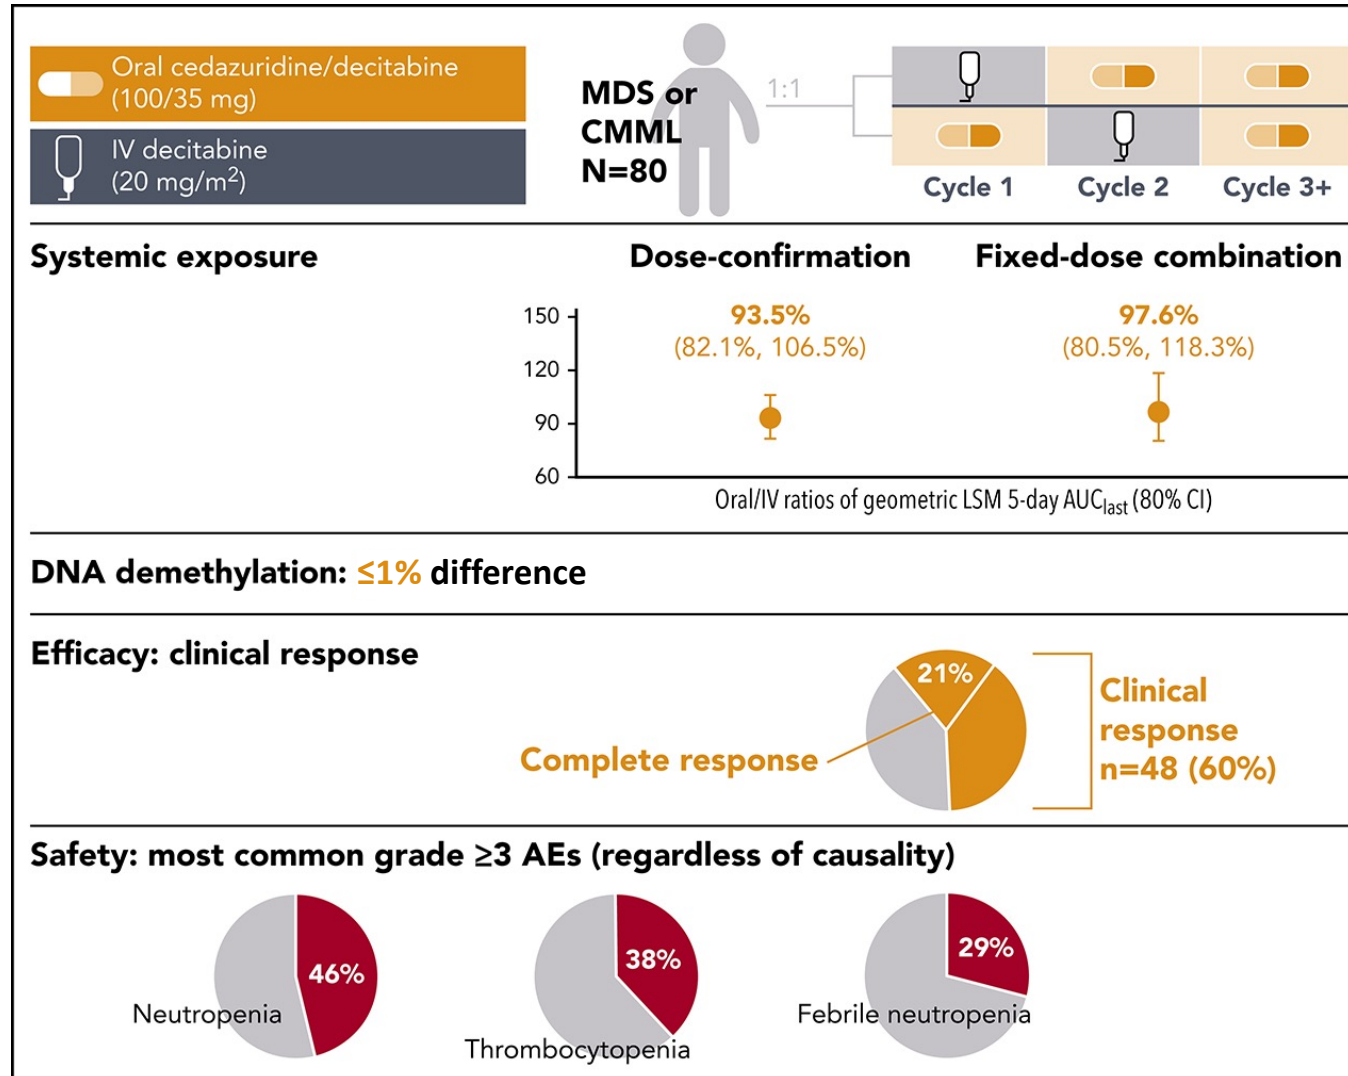 Oral cedazuridine/decitabine
(100/35 mg)
IV decitabine
(20 mg/m²)
MDS or
CMML
N=80
1:1
Cycle 1
Cycle 2
Cycle 3+
Systemic exposure
Dose-confirmation
Fixed-dose combination
150
120
90
60
93.5%
(82.1%, 106.5%)
97.6%
(80.5%, 118.3%)
Oral/IV ratios of geometric LSM 5-day AUClast (80% CI)
DNA demethylation: ≤1% difference
Efficacy: clinical response
21%
Complete response
Clinical
response
n=48 (60%)
Safety: most common grade ≥3 AEs (regardless of causality)
46%
Neutropenia
38%
Thrombocytopenia
29%
Febrile neutropenia